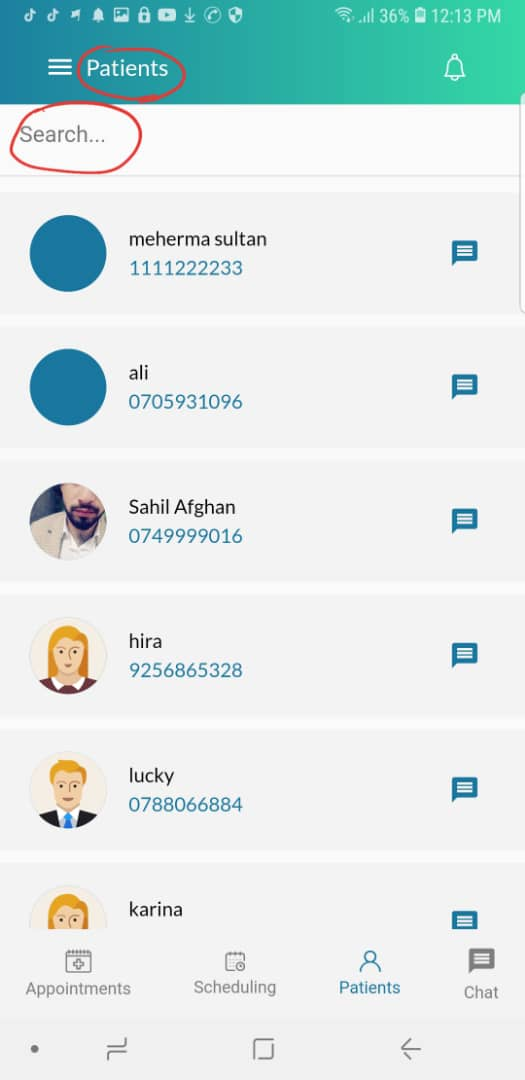 36% 12:13 PM
Patients
Search...
meherma sultan
1111222233
ali
0705931096
Sahil Afghan
0749999016
hira
9256865328
lucky
0788066884
karina
Appointments
Scheduling
Patients
Chat